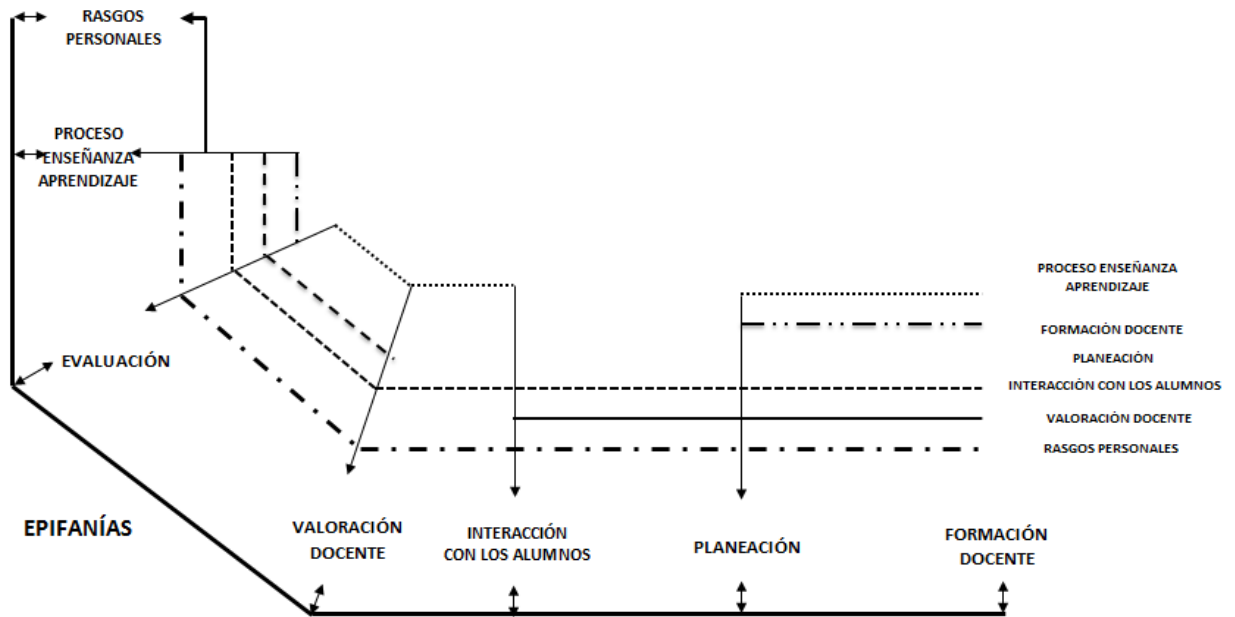 RASGOS
PERSONALES
PROCESO
ENSEÑANZA
APRENDIZAJE
PROCESO ENSEÑANZA
APRENDIZAJE
FORMACIÓN DOCENTE
EVALUACIÓN
PLANEACIÓN
INTERACCIÓN CON LOS ALUMNOS
VALORACIÓN DOCENTE
RASGOS PERSONALES
EPIFANÍAS
VALORACIÓN
DOCENTE
INTERACCIÓN
CON LOS ALUMNOS
PLANEACIÓN
FORMACIÓN
DOCENTE